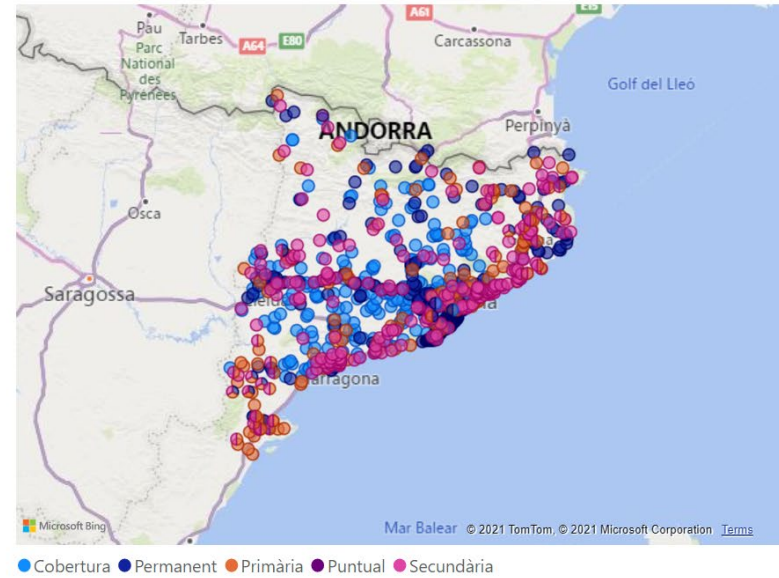 A61
E15
Pau
Tarbes
A64
E80
Carcassona
Parc
National
des
Pyrénées
Golf del Lleó
ANDORRA
Perpinyà
Osca
Saragossa
Tarragona
Microsoft Bing
Mar Balear
© 2021 TomTom, © 2021 Microsoft Corporation Terms
Cobertura Permanent Primària Puntual Secundària